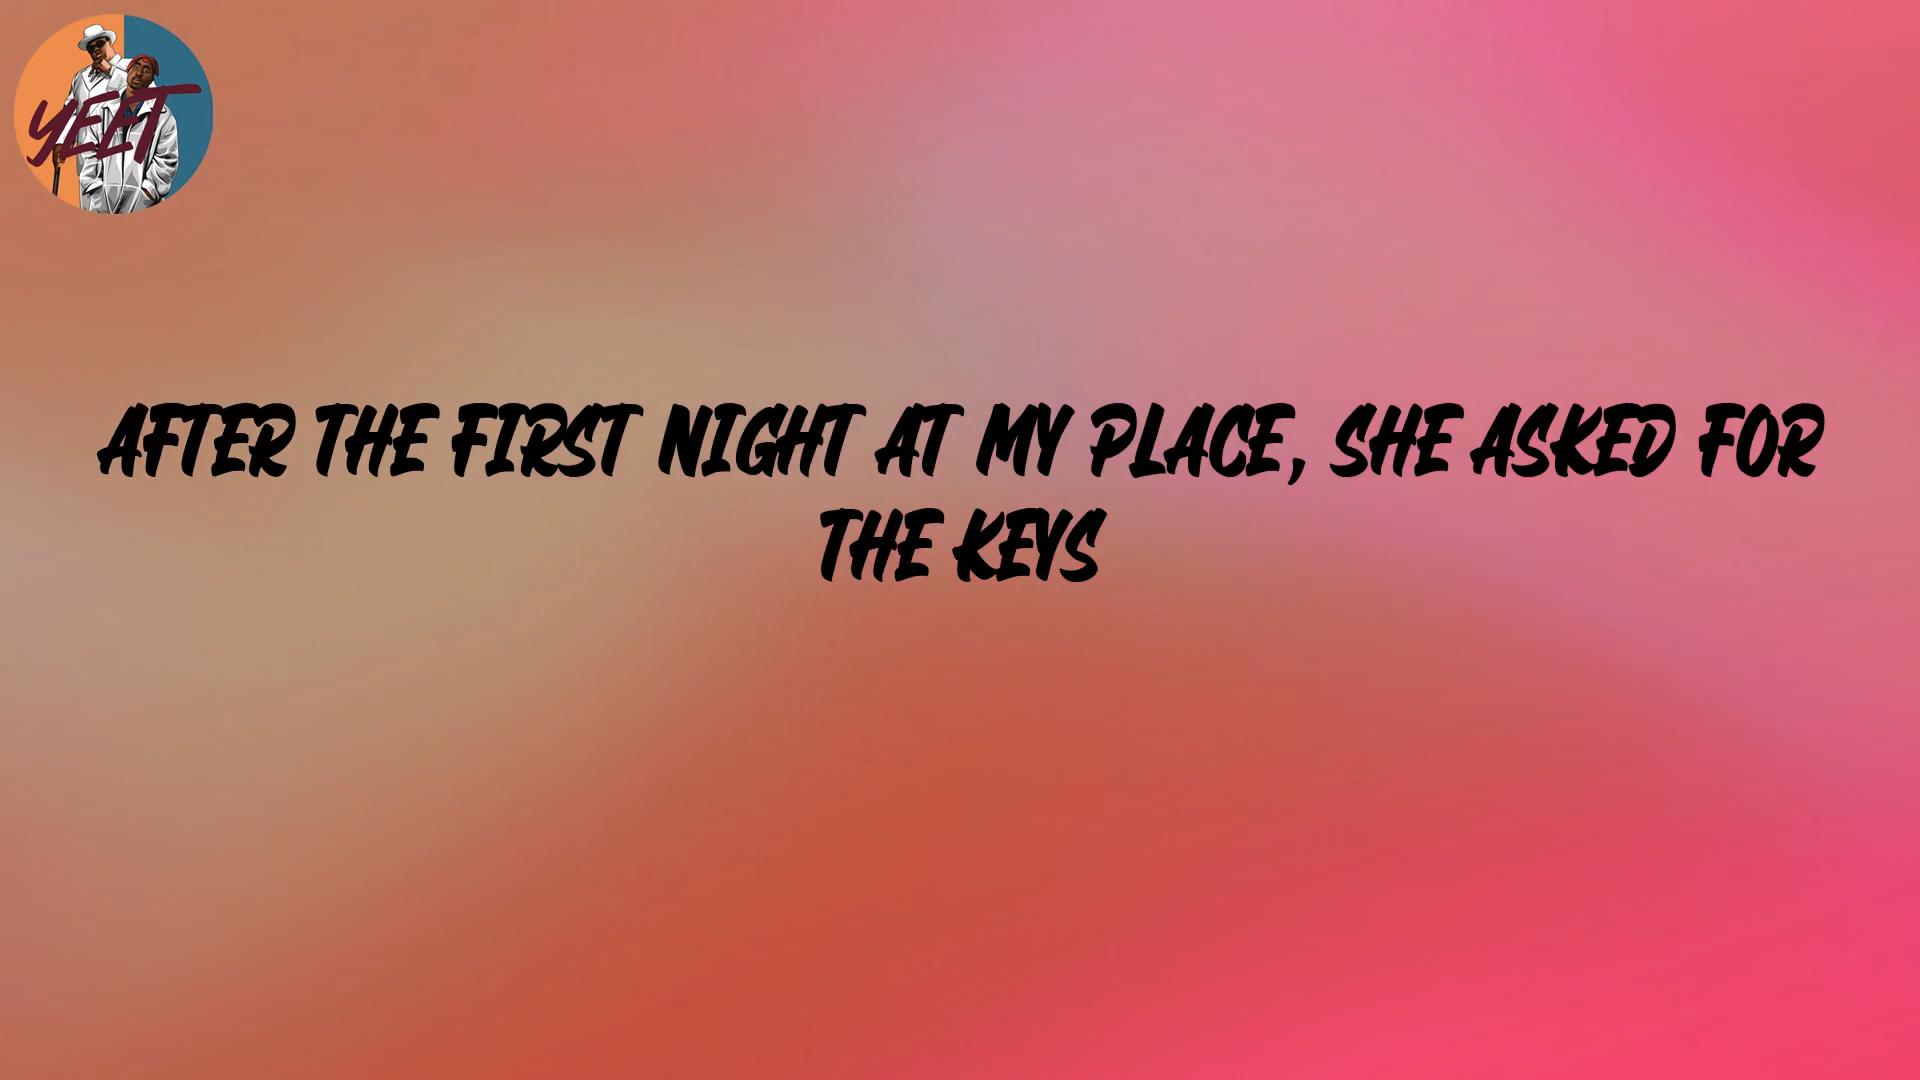 YEET
AFTER THE FIRST NIGHT AT MY PLACE, SHE ASKED FOR
THE KEYS